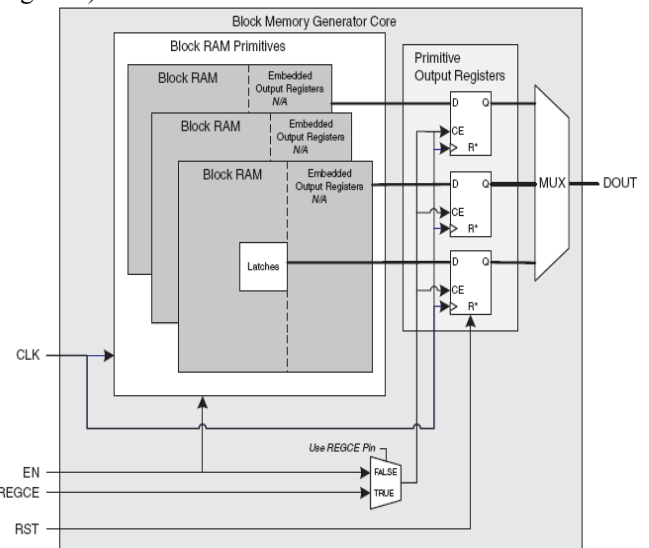 Block Memory Generator Core
Block RAM Primitives
Block RAM
Embedded
Output Registers
N/A
Block RAM
Embedded
Output Registers
N/A
Block RAM
Embedded
Output Registers
N/A
Latches
Primitive
Output Registers
D Q
CE
R*
D Q
CE
R*
D Q
CE
R*
MUX
DOUT
CLK
EN
REGCE
RST
Use REGCE Pin
FALSE
TRUE